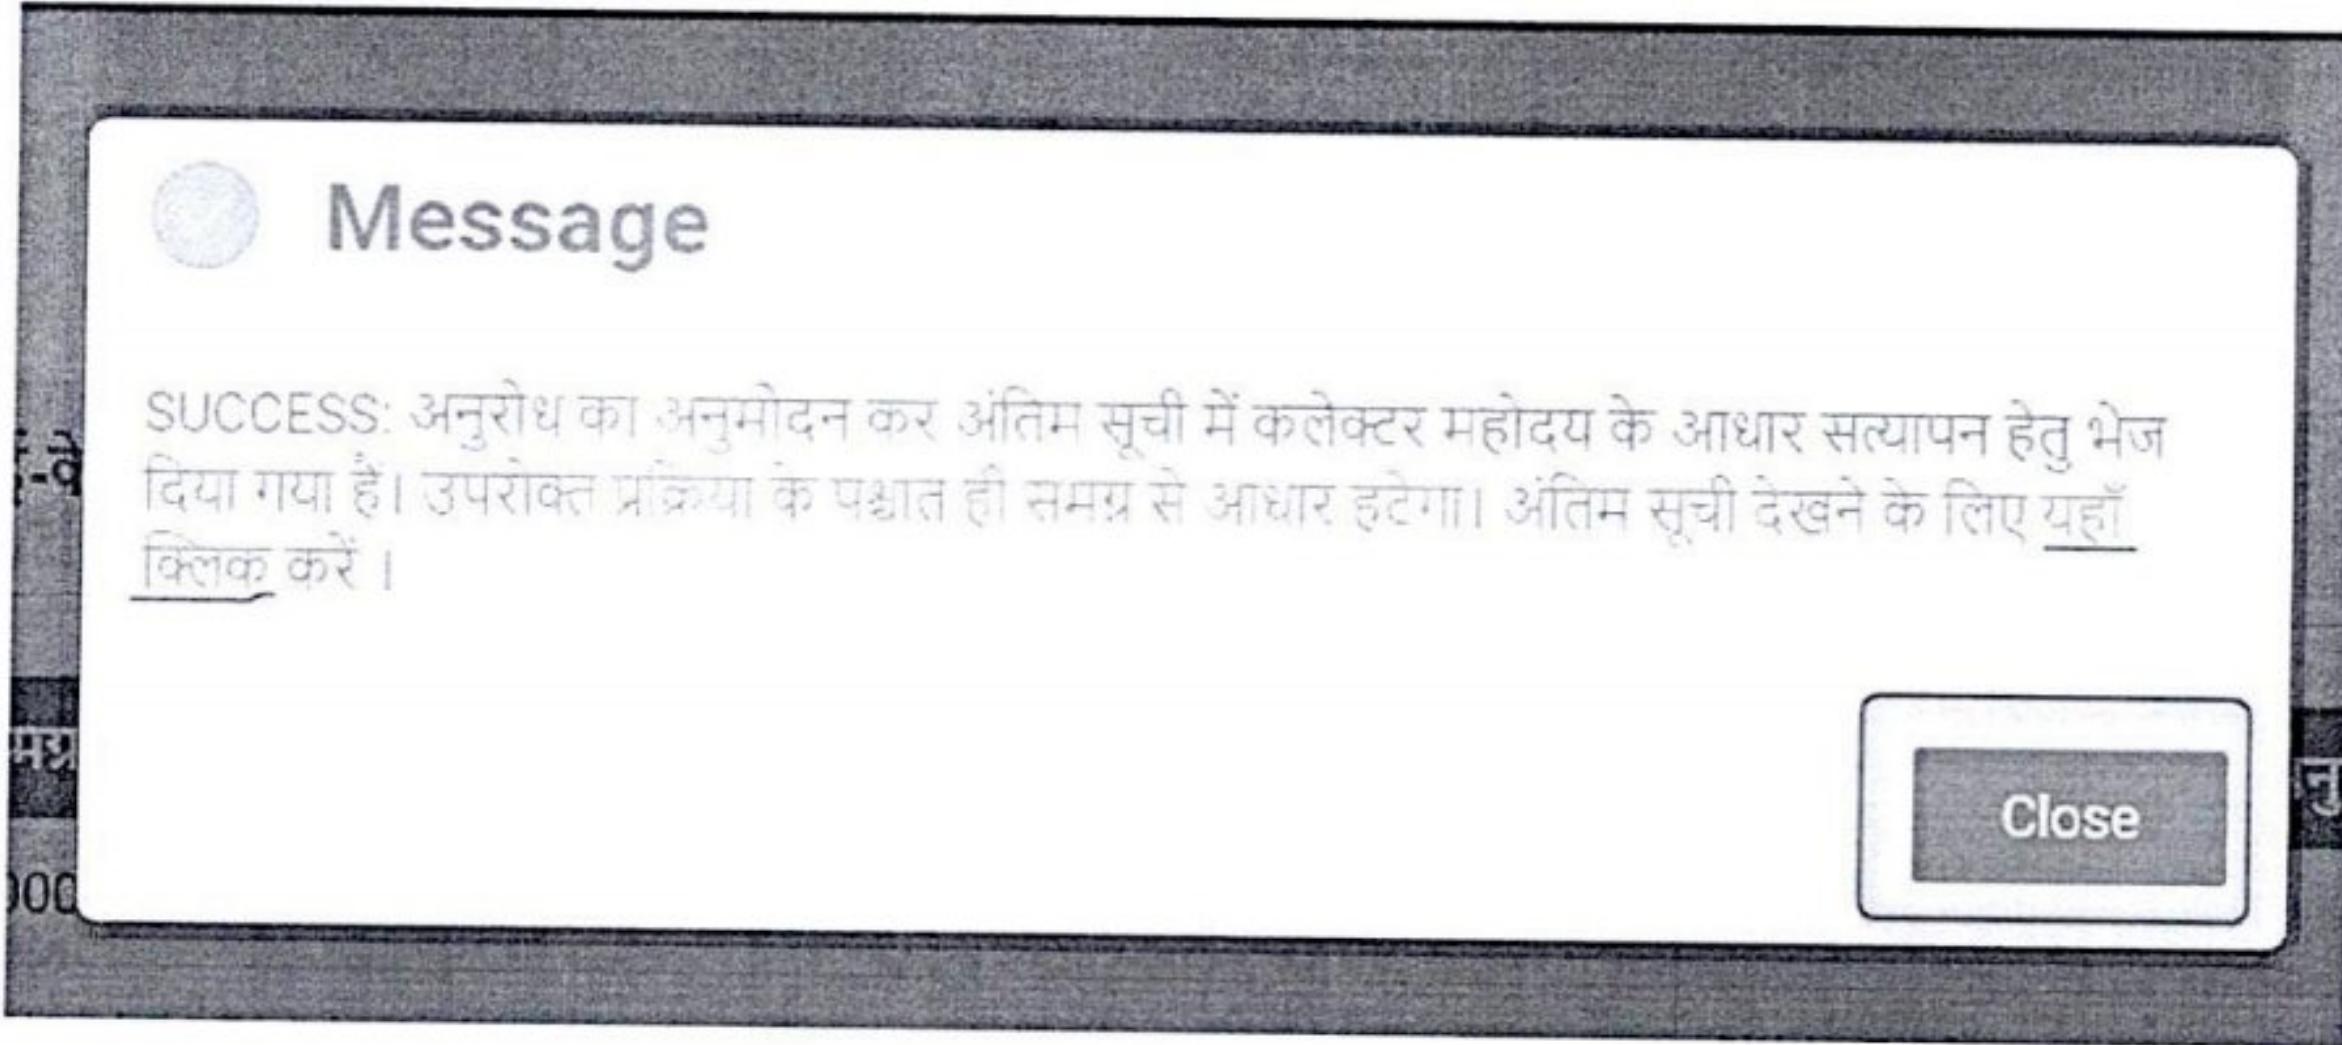 Message
SUCCESS: अनुरोध का अनुमोदन कर अंतिम सूची में कलेक्टर महोदय के आधार सत्यापन हेतु भेज
दिया गया हैं। उपरोक्त प्रक्रिया के पश्चात ही समग्र से आधार हटेगा। अंतिम सूची देखने के लिए यहाँ
क्लिक करें ।
Close
000